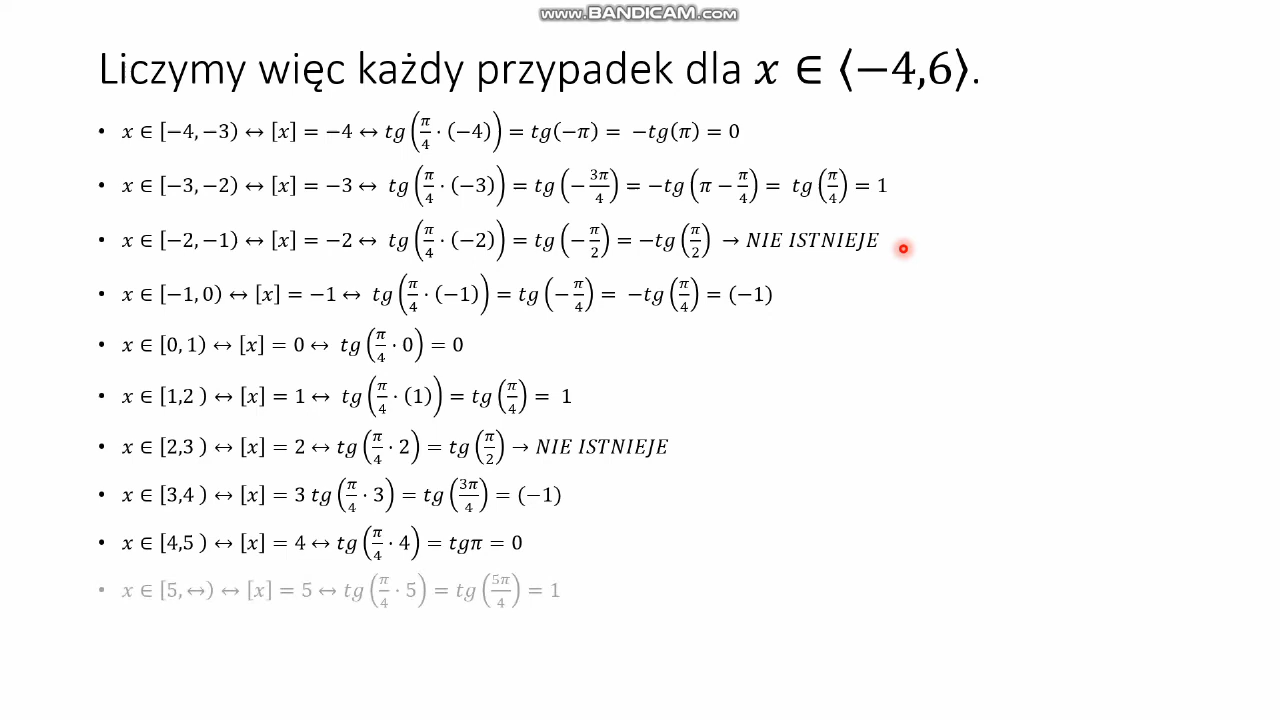 www.BANDICAM.com
Liczymy więc każdy przypadek dla x ∈ ⟨−4,6⟩.
• x ∈ [−4, −3) ↔ [x] = −4 ↔ tg(π/4 · (−4)) = tg(−π) = −tg(π) = 0
• x ∈ [−3, −2) ↔ [x] = −3 ↔ tg(π/4 · (−3)) = tg(−3π/4) = −tg(π − π/4) = tg(π/4) = 1
• x ∈ [−2, −1) ↔ [x] = −2 ↔ tg(π/4 · (−2)) = tg(−π/2) = −tg(π/2) → NIE ISTNIEJE
• x ∈ [−1, 0) ↔ [x] = −1 ↔ tg(π/4 · (−1)) = tg(−π/4) = −tg(π/4) = (−1)
• x ∈ [0, 1) ↔ [x] = 0 ↔ tg(π/4 · 0) = 0
• x ∈ [1,2 ) ↔ [x] = 1 ↔ tg(π/4 · (1)) = tg(π/4) = 1
• x ∈ [2,3 ) ↔ [x] = 2 ↔ tg(π/4 · 2) = tg(π/2) → NIE ISTNIEJE
• x ∈ [3,4 ) ↔ [x] = 3 tg(π/4 · 3) = tg(3π/4) = (−1)
• x ∈ [4,5 ) ↔ [x] = 4 ↔ tg(π/4 · 4) = tgπ = 0
• x ∈ [5, ↔) ↔ [x] = 5 ↔ tg(π/4 · 5) = tg(5π/4) = 1